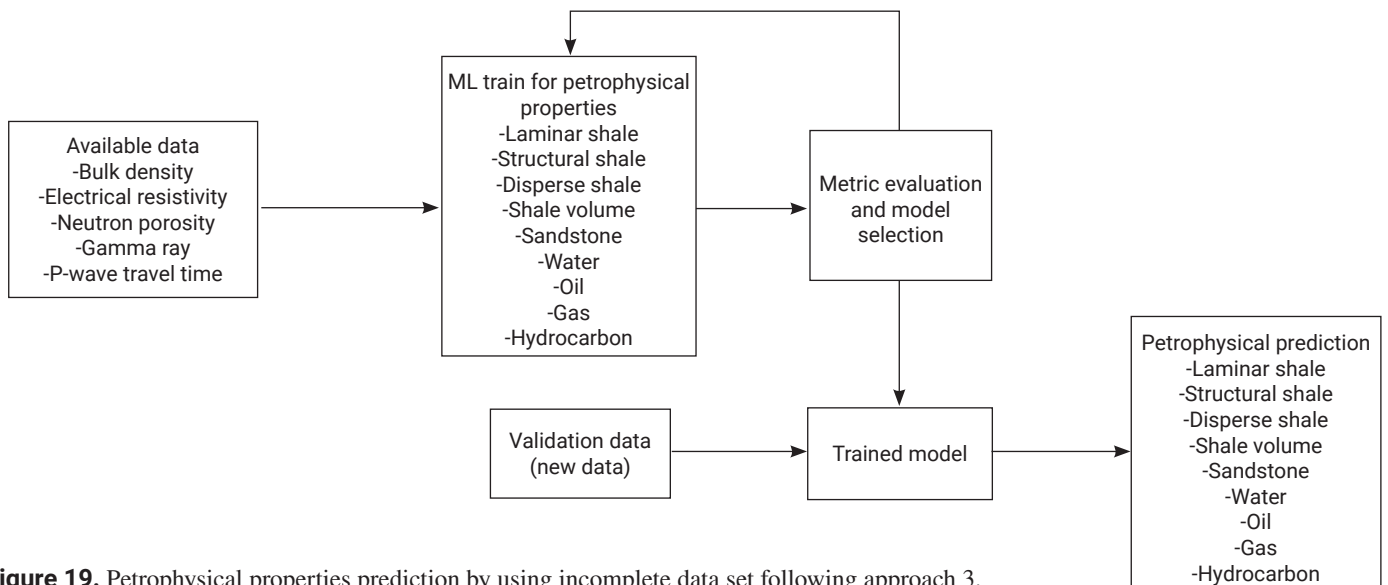 Available data
-Bulk density
-Electrical resistivity
-Neutron porosity
-Gamma ray
-P-wave travel time
ML train for petrophysical
properties
-Laminar shale
-Structural shale
-Disperse shale
-Shale volume
-Sandstone
-Water
-Oil
-Gas
-Hydrocarbon
Metric evaluation
and model
selection
Validation data
(new data)
Trained model
Petrophysical prediction
-Laminar shale
-Structural shale
-Disperse shale
-Shale volume
-Sandstone
-Water
-Oil
-Gas
-Hydrocarbon
igure 19. Petrophysical properties prediction by using incomplete data set following approach 3.